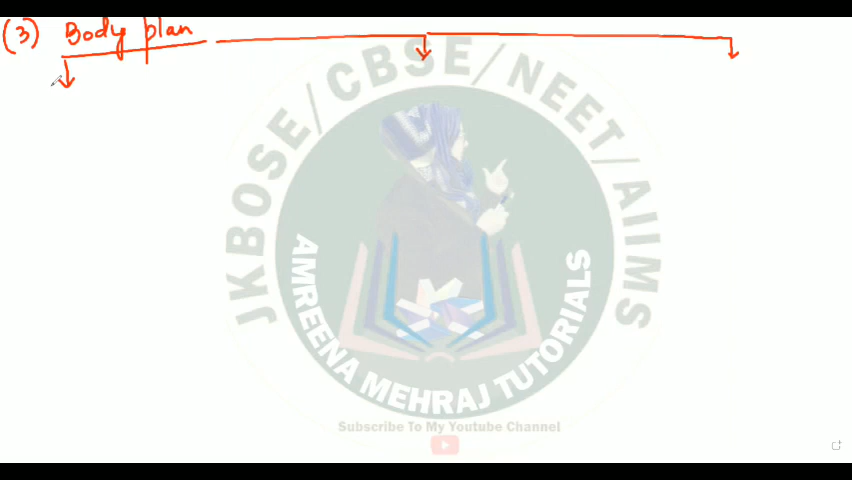 (3) Body plan
JKBOSE/CBSE/NEET/AIIMS
AMREENA MEHRAJ TUTORIALS
Subscribe To My Youtube Channel